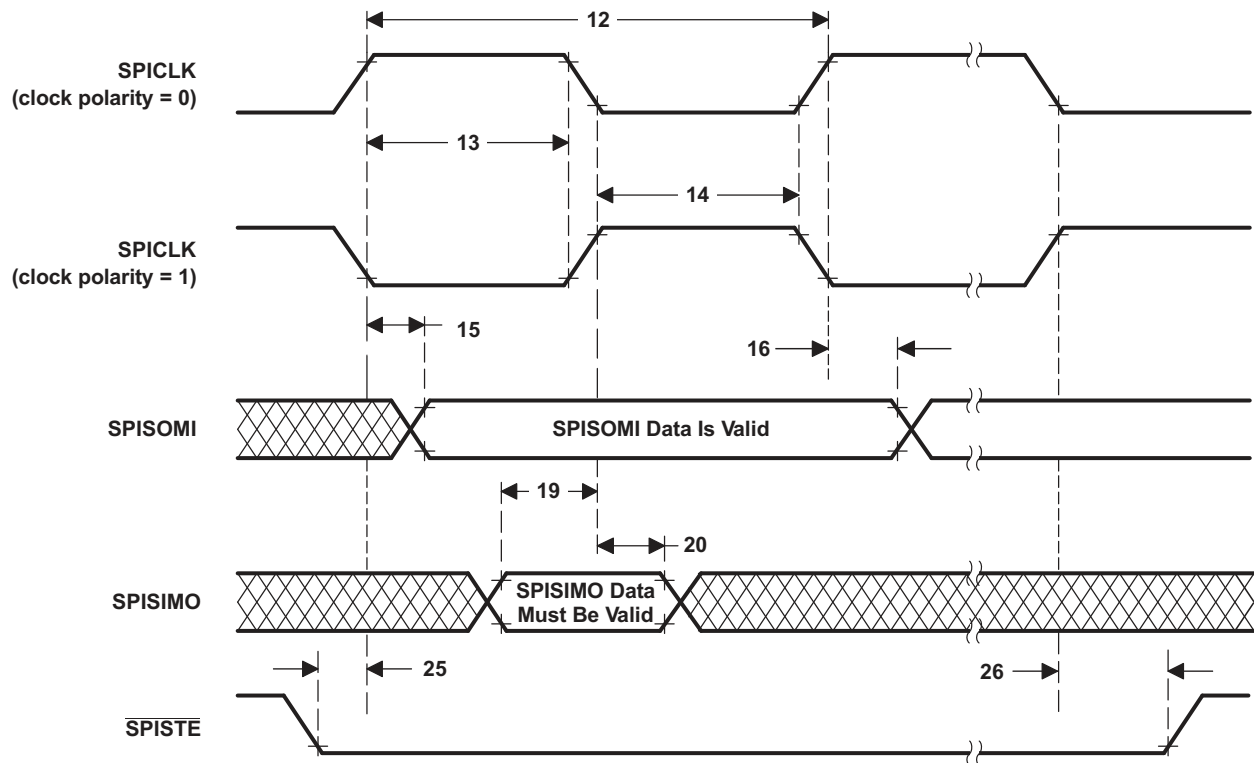 12
SPICLK
(clock polarity = 0)
13
14
SPICLK
(clock polarity = 1)
15
16
SPISOMI
SPISOMI Data Is Valid
19
20
SPISIMO
SPISIMO Data
Must Be Valid
25
26
SPISTE